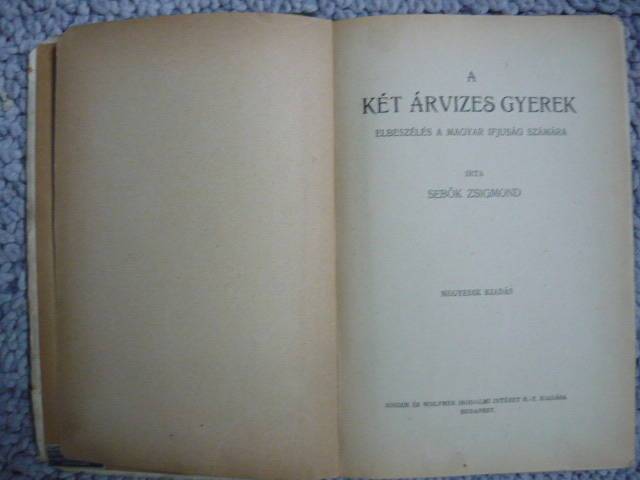 A
KÉT ÁRVIZES GYEREK
ELBESZÉLÉS A MAGYAR IFJUSÁG SZÁMÁRA
IRTA
SEBŐK ZSIGMOND
NEGYEDIK KIADÁS
SINGER ÉS WOLFNER IRODALMI INTÉZET R.-T. KIADÁSA
BUDAPEST.